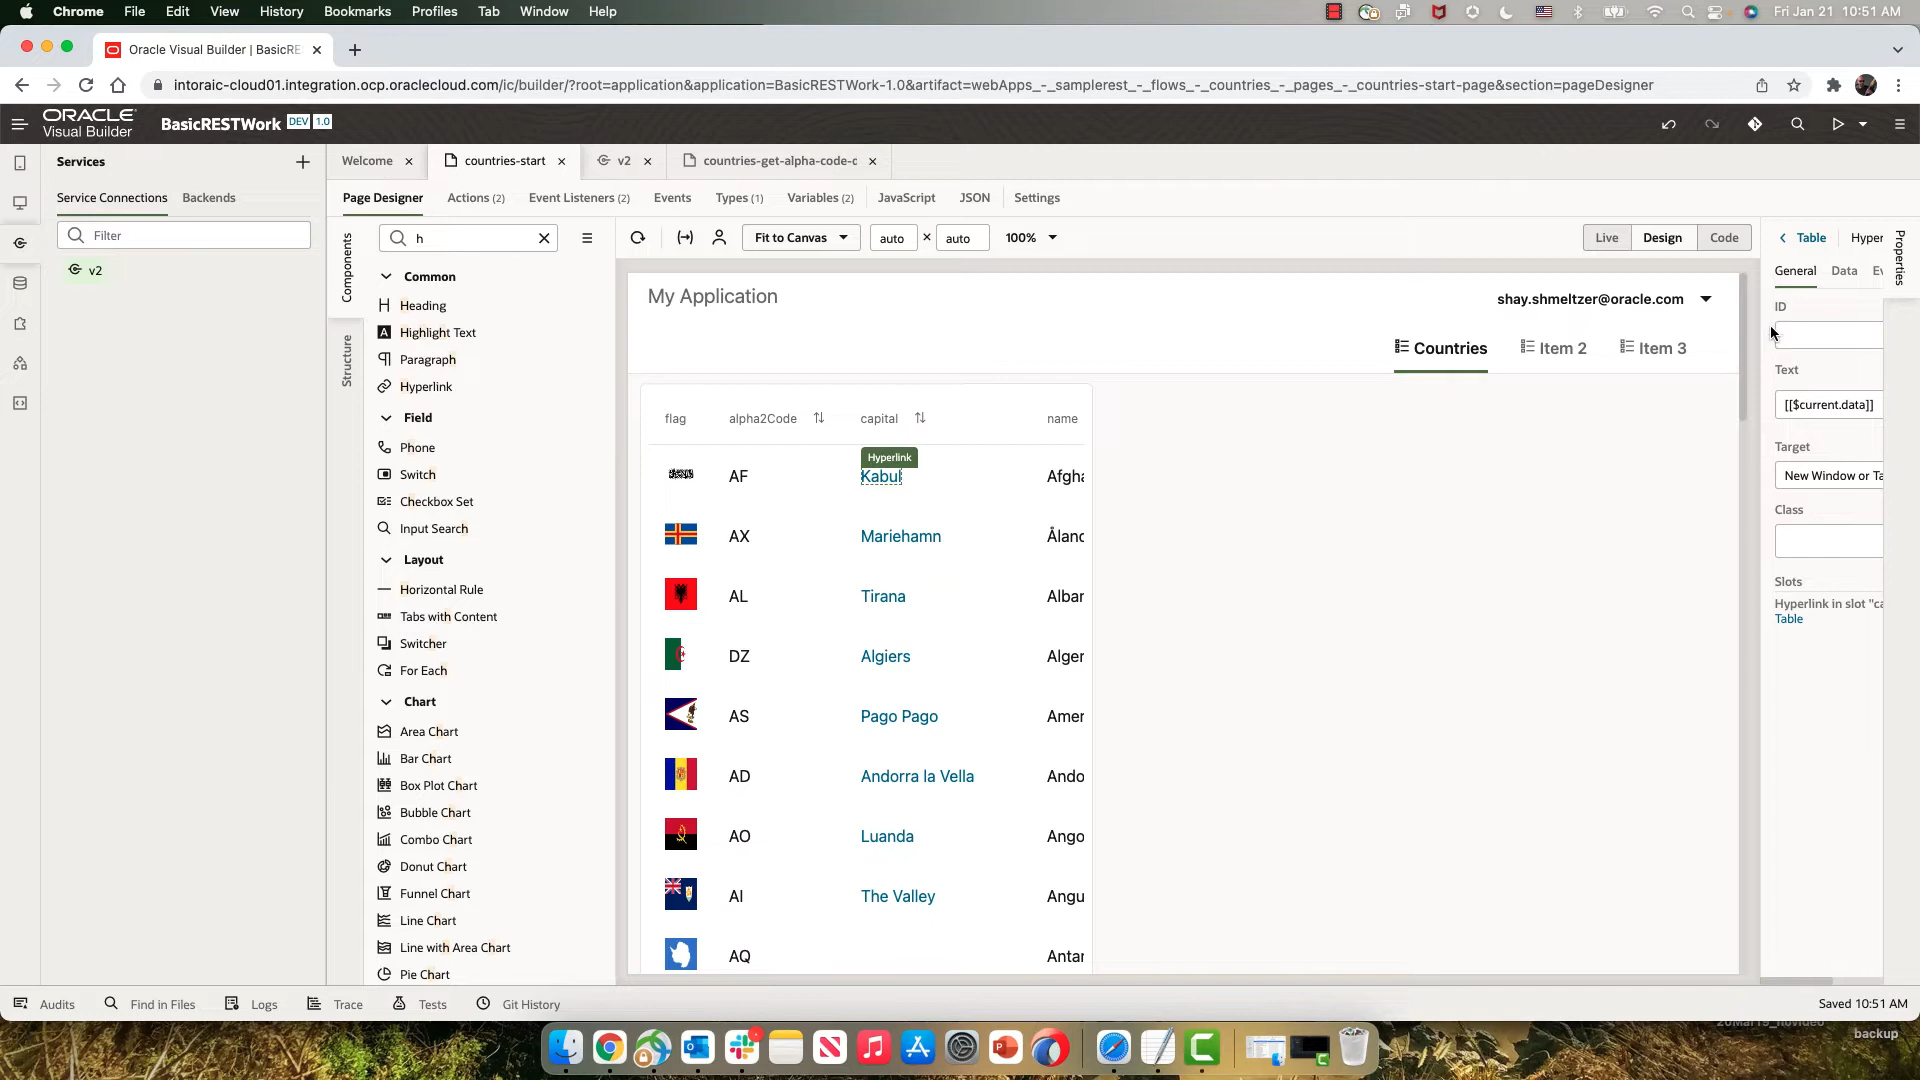 Chrome File Edit View History Bookmarks Profiles Tab Window Help Fri Jan 21 10:51 AM
Oracle Visual Builder | BasicRE
intoraic-cloud01.integration.ocp.oraclecloud.com/ic/builder/?root=application&application=BasicRESTWork-1.0&artifact=webApps_-_samplerest_-_flows_-_countries_-_pages_-_countries-start-page&section=pageDesigner
ORACLE
Visual Builder
BasicRESTWork DEV 1.0
Services
Welcome countries-start v2 countries-get-alpha-code-c
Service Connections Backends
Page Designer Actions (2) Event Listeners (2) Events Types (1) Variables (2) JavaScript JSON Settings
Filter
v2
Components
Structure
h
Common
Heading
Highlight Text
Paragraph
Hyperlink
Field
Phone
Switch
Checkbox Set
Input Search
Layout
Horizontal Rule
Tabs with Content
Switcher
For Each
Chart
Area Chart
Bar Chart
Box Plot Chart
Bubble Chart
Combo Chart
Donut Chart
Funnel Chart
Line Chart
Line with Area Chart
Pie Chart
Fit to Canvas auto × auto 100% Live Design Code
My Application
shay.shmeltzer@oracle.com
Countries Item 2 Item 3
flag alpha2Code capital name
Hyperlink
AF Kabul Afgha
AX Mariehamn Åland
AL Tirana Albar
DZ Algiers Alger
AS Pago Pago Amer
AD Andorra la Vella Ando
AO Luanda Ango
AI The Valley Angu
AQ Antar
Table Hyper
Properties
General Data Ev
ID
Text
[[$current.data]]
Target
New Window or Ta
Class
Slots
Hyperlink in slot "ca
Table
Audits Find in Files Logs Trace Tests Git History Saved 10:51 AM
backup